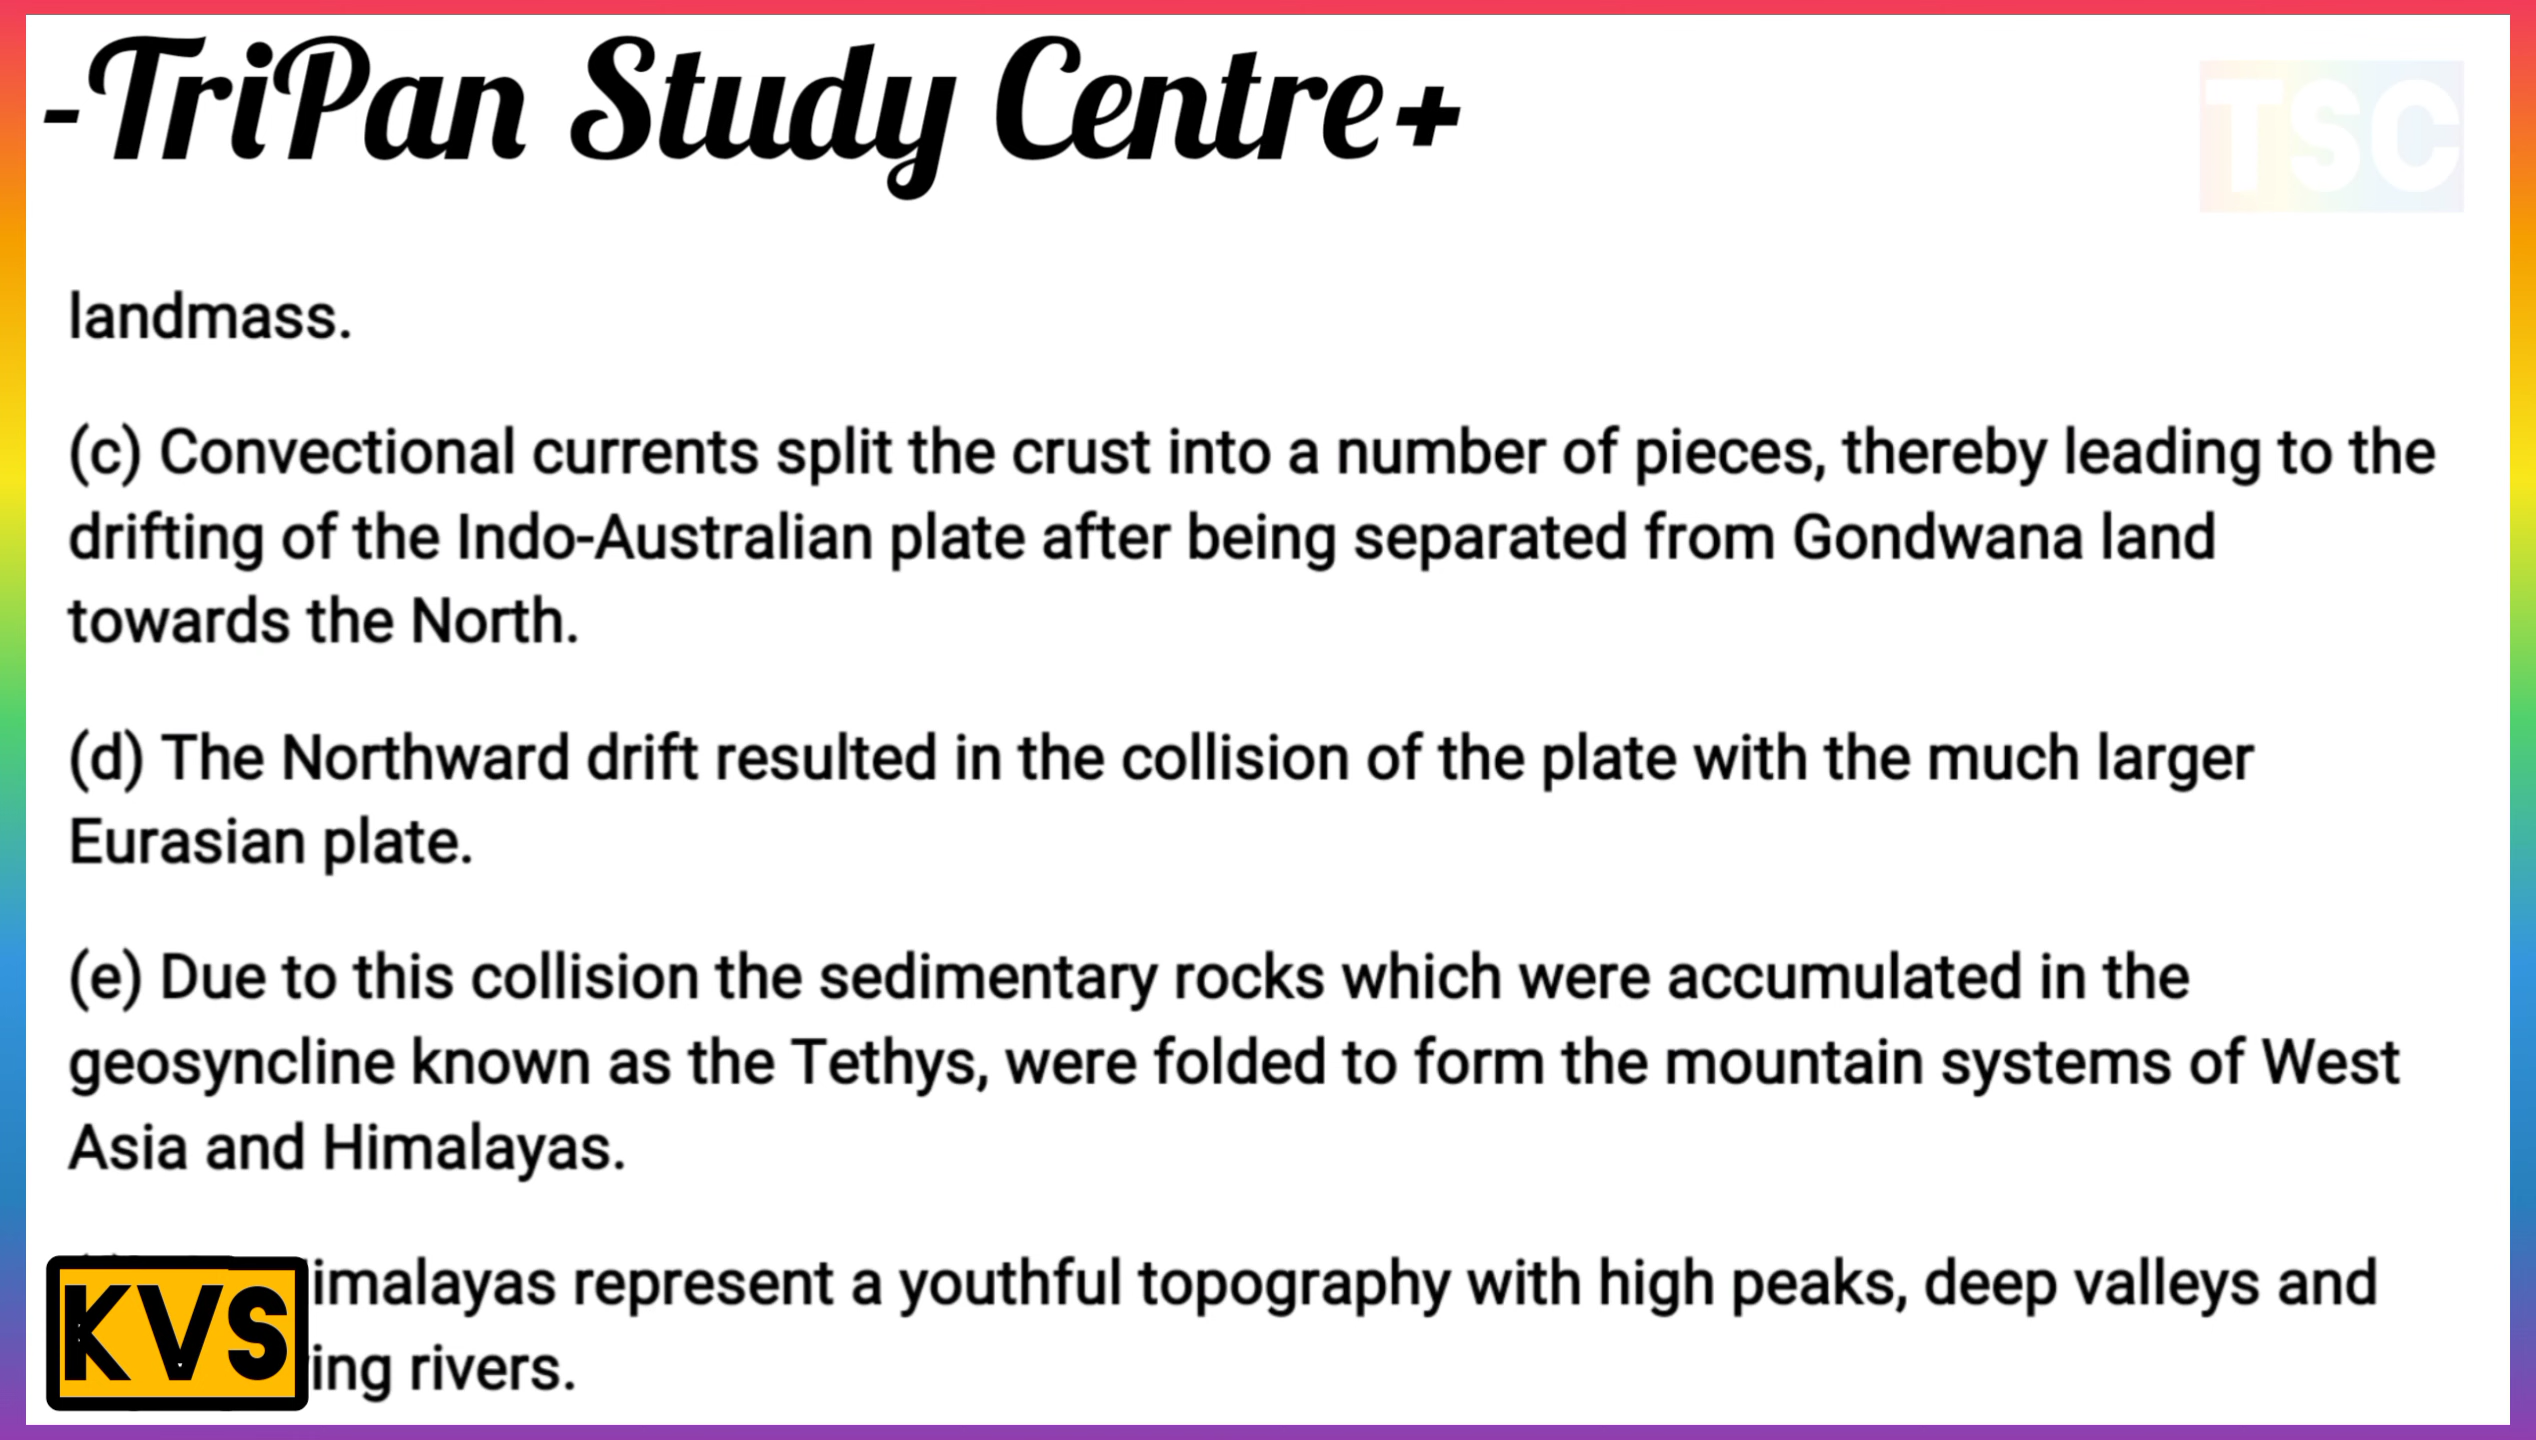 -TriPan Study Centre+
TSC
landmass.
(c) Convectional currents split the crust into a number of pieces, thereby leading to the
drifting of the Indo-Australian plate after being separated from Gondwana land
towards the North.
(d) The Northward drift resulted in the collision of the plate with the much larger
Eurasian plate.
(e) Due to this collision the sedimentary rocks which were accumulated in the
geosyncline known as the Tethys, were folded to form the mountain systems of West
Asia and Himalayas.
represent a youthful topography with high peaks, deep valleys and
KVS
rivers.